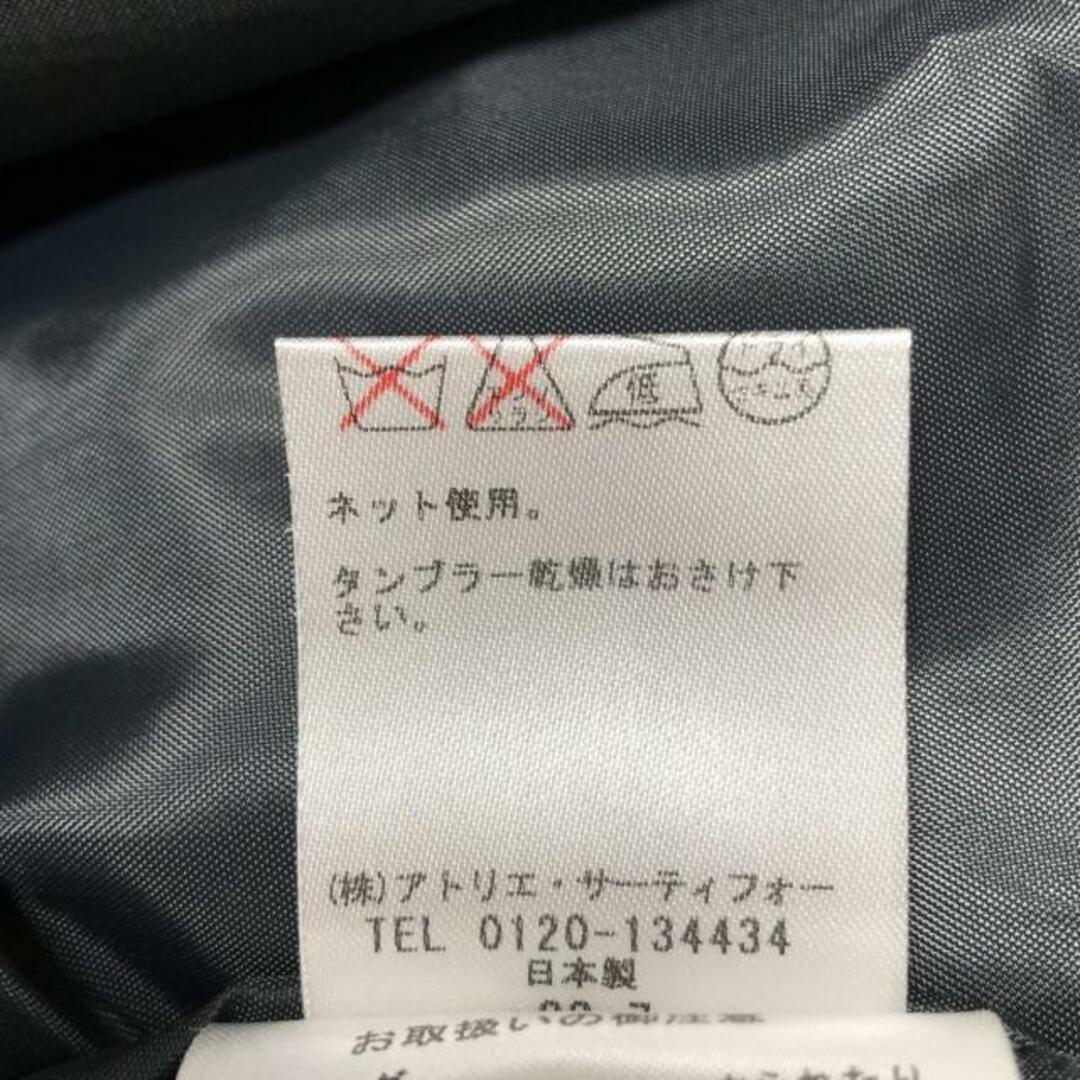 低
ネット使用。
タンブラー乾燥はおさけ下
さい。
(株)アトリエ・サーティフォー
TEL 0120-134434
日本製
お取扱いの御注意